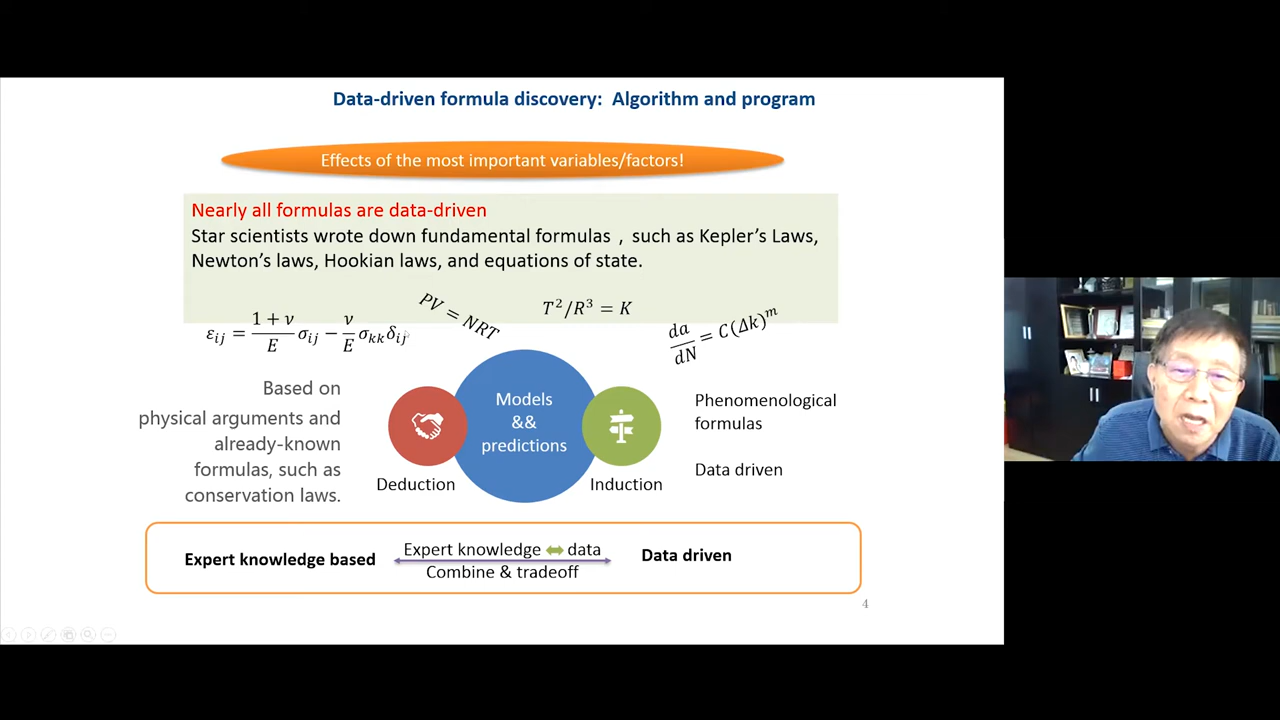 Data-driven formula discovery: Algorithm and program
Effects of the most important variables/factors!
Nearly all formulas are data-driven
Star scientists wrote down fundamental formulas , such as Kepler's Laws,
Newton's laws, Hookian laws, and equations of state.
εᵢⱼ = (1 + ν)/E σᵢⱼ − ν/E σₖₖδᵢⱼ
PV = NRT
T²/R³ = K
da/dN = C(Δk)ᵐ
Based on
physical arguments and
already-known
formulas, such as
conservation laws.
Models
&&
predictions
Deduction
Induction
Phenomenological
formulas
Data driven
Expert knowledge based
Expert knowledge data
Combine & tradeoff
Data driven
4